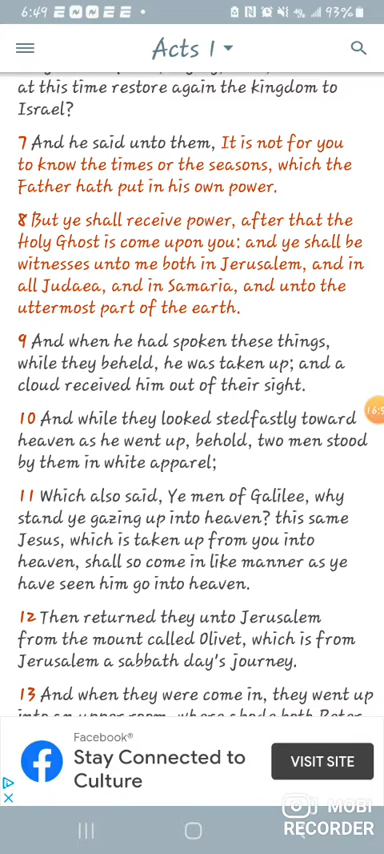 6:49
93%
Acts 1
at this time restore again the kingdom to
Israel?
7 And he said unto them, It is not for you
to know the times or the seasons, which the
Father hath put in his own power.
8 But ye shall receive power, after that the
Holy Ghost is come upon you: and ye shall be
witnesses unto me both in Jerusalem, and in
all Judaea, and in Samaria, and unto the
uttermost part of the earth.
9 And when he had spoken these things,
while they beheld, he was taken up; and a
cloud received him out of their sight.
10 And while they looked stedfastly toward
heaven as he went up, behold, two men stood
by them in white apparel;
11 Which also said, Ye men of Galilee, why
stand ye gazing up into heaven? this same
Jesus, which is taken up from you into
heaven, shall so come in like manner as ye
have seen him go into heaven.
12 Then returned they unto Jerusalem
from the mount called Olivet, which is from
Jerusalem a sabbath day's journey.
13 And when they were come in, they went up
Facebook®
Stay Connected to
Culture
VISIT SITE
MOBI
RECORDER